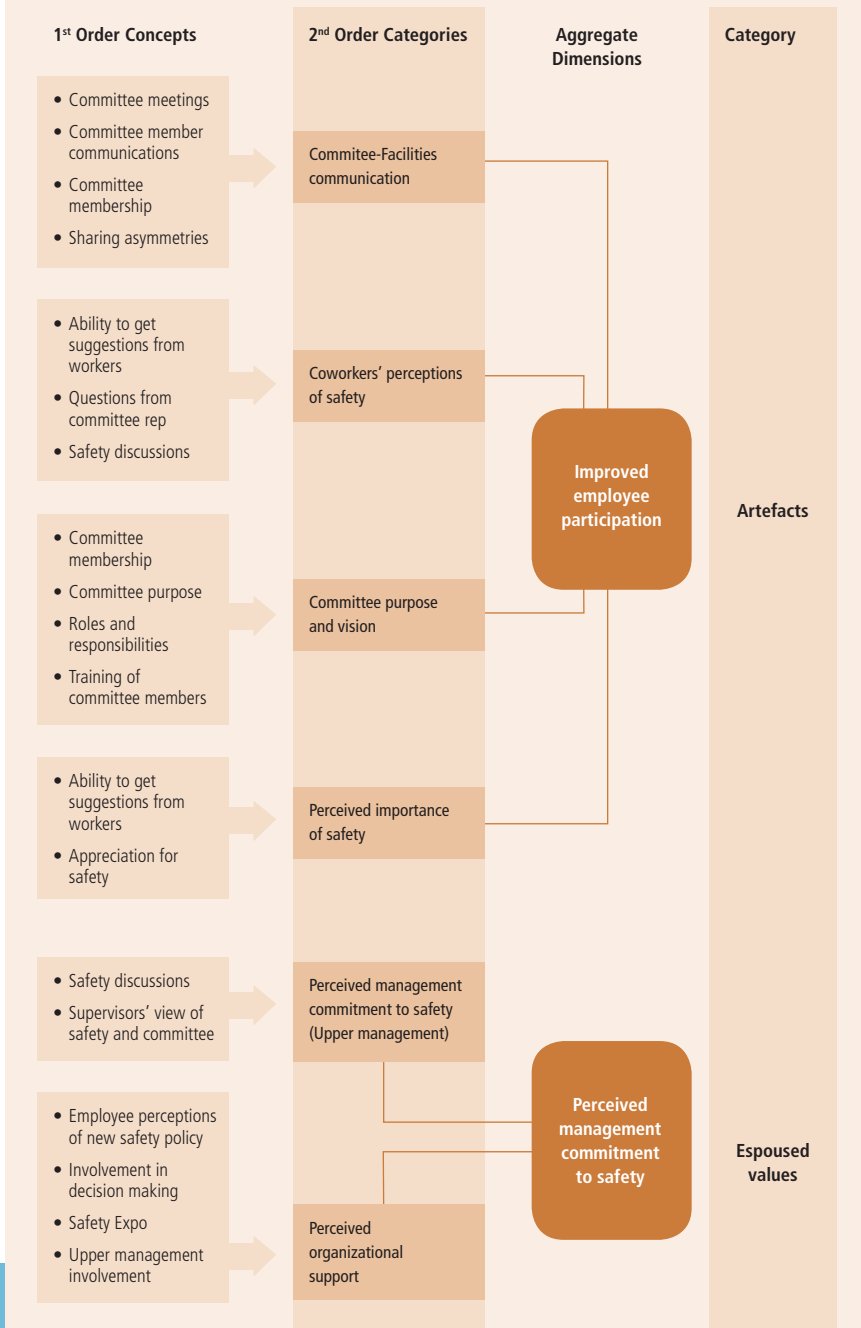 1st Order Concepts
2nd Order Categories
Aggregate
Dimensions
Category
• Committee meetings
• Committee member
communications
• Committee
membership
• Sharing asymmetries
Commitee-Facilities
communication
• Ability to get
suggestions from
workers
• Questions from
committee rep
• Safety discussions
Coworkers’ perceptions
of safety
• Committee
membership
• Committee purpose
• Roles and
responsibilities
• Training of
committee members
Committee purpose
and vision
• Ability to get
suggestions from
workers
• Appreciation for
safety
Perceived importance
of safety
Improved
employee
participation
Artefacts
• Safety discussions
• Supervisors’ view of
safety and committee
Perceived management
commitment to safety
(Upper management)
• Employee perceptions
of new safety policy
• Involvement in
decision making
• Safety Expo
• Upper management
involvement
Perceived
organizational
support
Perceived
management
commitment
to safety
Espoused
values